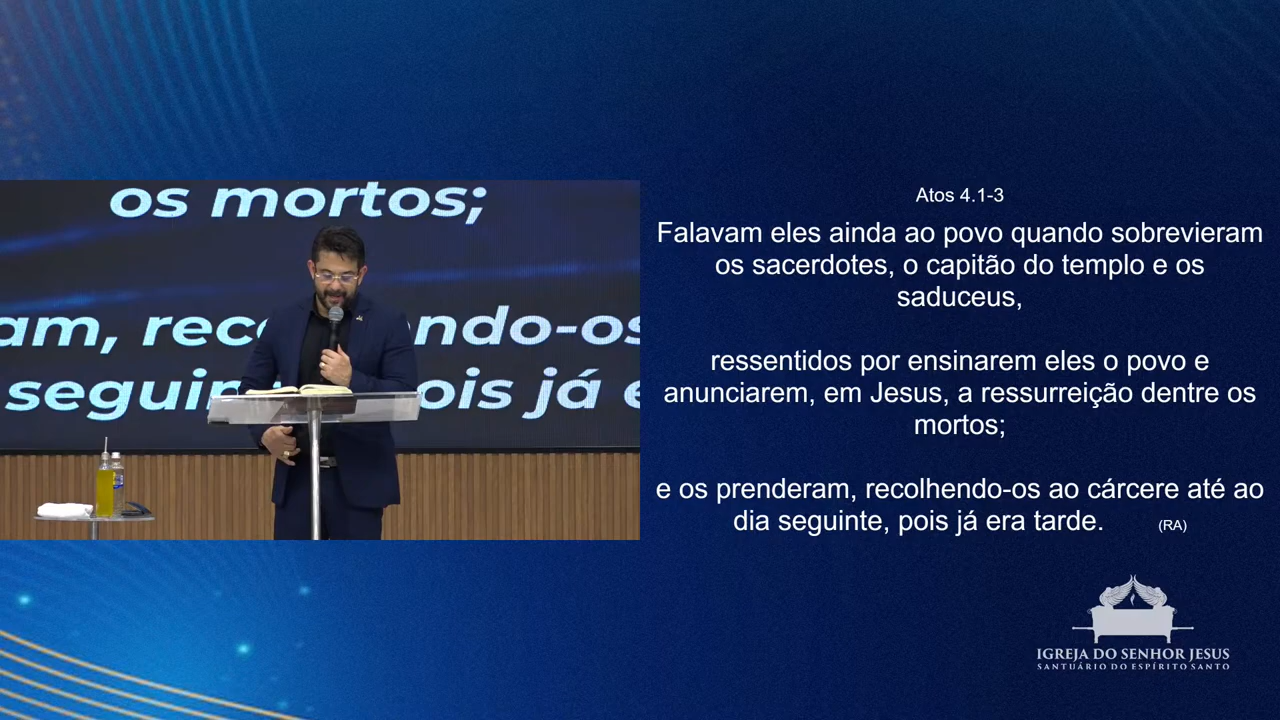 os mortos;
am, rec ndo-os
seguin ois já e
Atos 4.1-3
Falavam eles ainda ao povo quando sobrevieram
os sacerdotes, o capitão do templo e os
saduceus,
ressentidos por ensinarem eles o povo e
anunciarem, em Jesus, a ressurreição dentre os
mortos;
e os prenderam, recolhendo-os ao cárcere até ao
dia seguinte, pois já era tarde. (RA)
IGREJA DO SENHOR JESUS
SANTUÁRIO DO ESPÍRITO SANTO